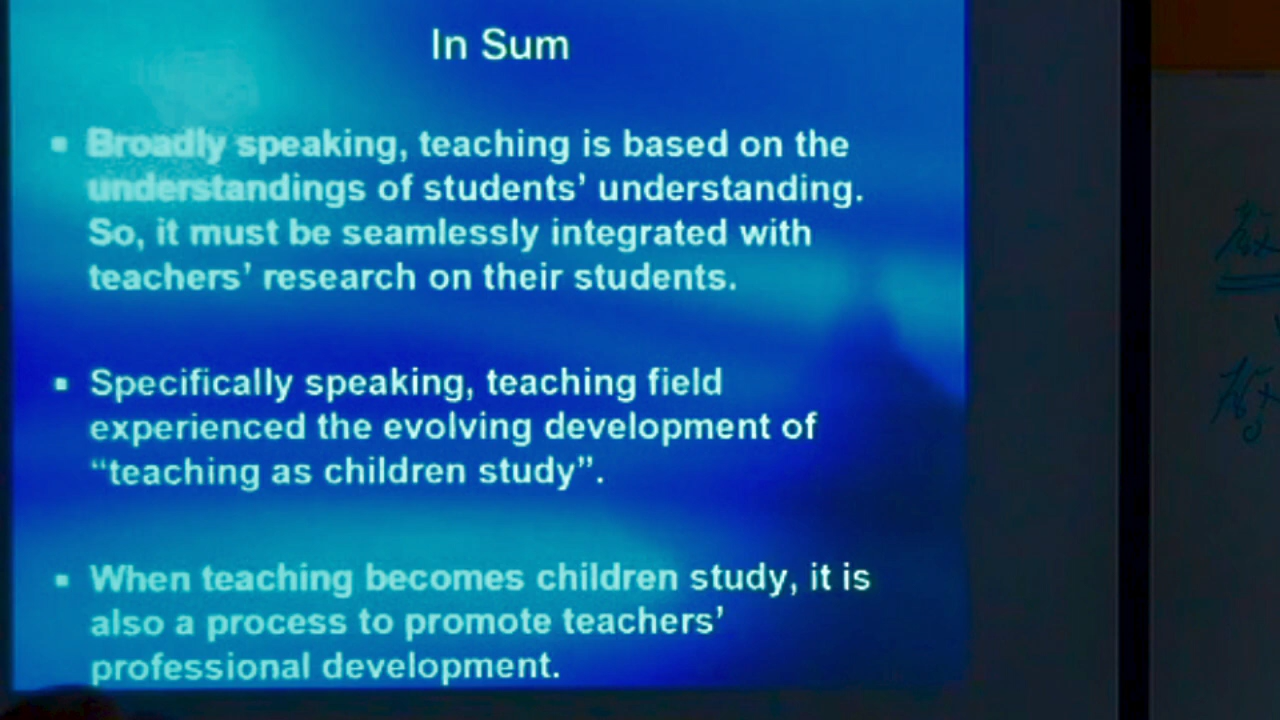 In Sum
▪ Broadly speaking, teaching is based on the
understandings of students’ understanding.
So, it must be seamlessly integrated with
teachers’ research on their students.
▪ Specifically speaking, teaching field
experienced the evolving development of
“teaching as children study”.
▪ When teaching becomes children study, it is
also a process to promote teachers’
professional development.